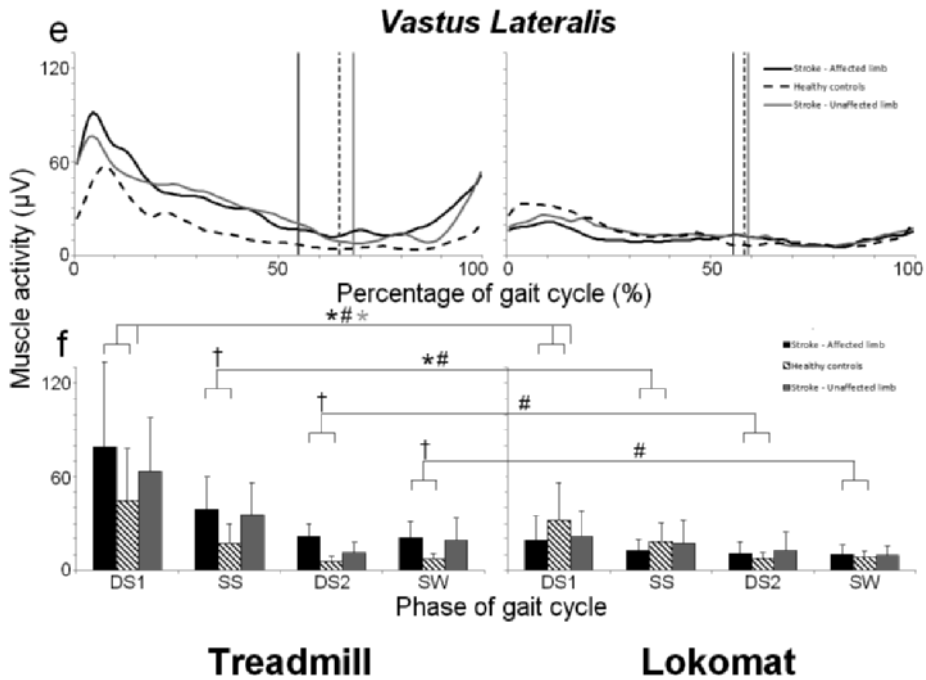 e
Vastus Lateralis
120
60
0
Stroke - Affected limb
Healthy controls
Stroke - Unaffected limb
0 50 100 0 50 100
Percentage of gait cycle (%)
Muscle activity (µV)
f
*#*
Stroke - Affected limb
Healthy controls
Stroke - Unaffected limb
† *#
† #
† #
120
60
0
DS1 SS DS2 SW DS1 SS DS2 SW
Phase of gait cycle
Treadmill Lokomat